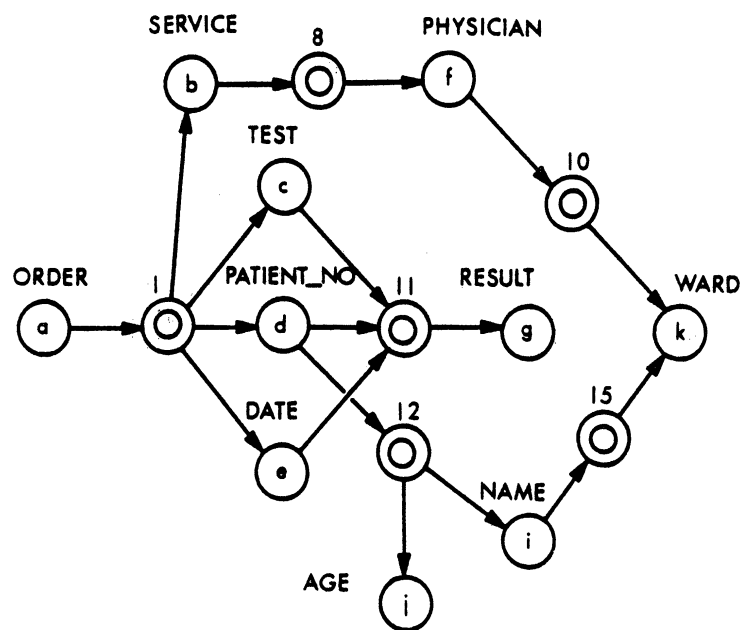 SERVICE
8
PHYSICIAN
b
f
TEST
c
10
ORDER
1
PATIENT_NO
11
RESULT
WARD
a
d
g
k
DATE
12
15
e
NAME
i
AGE
j